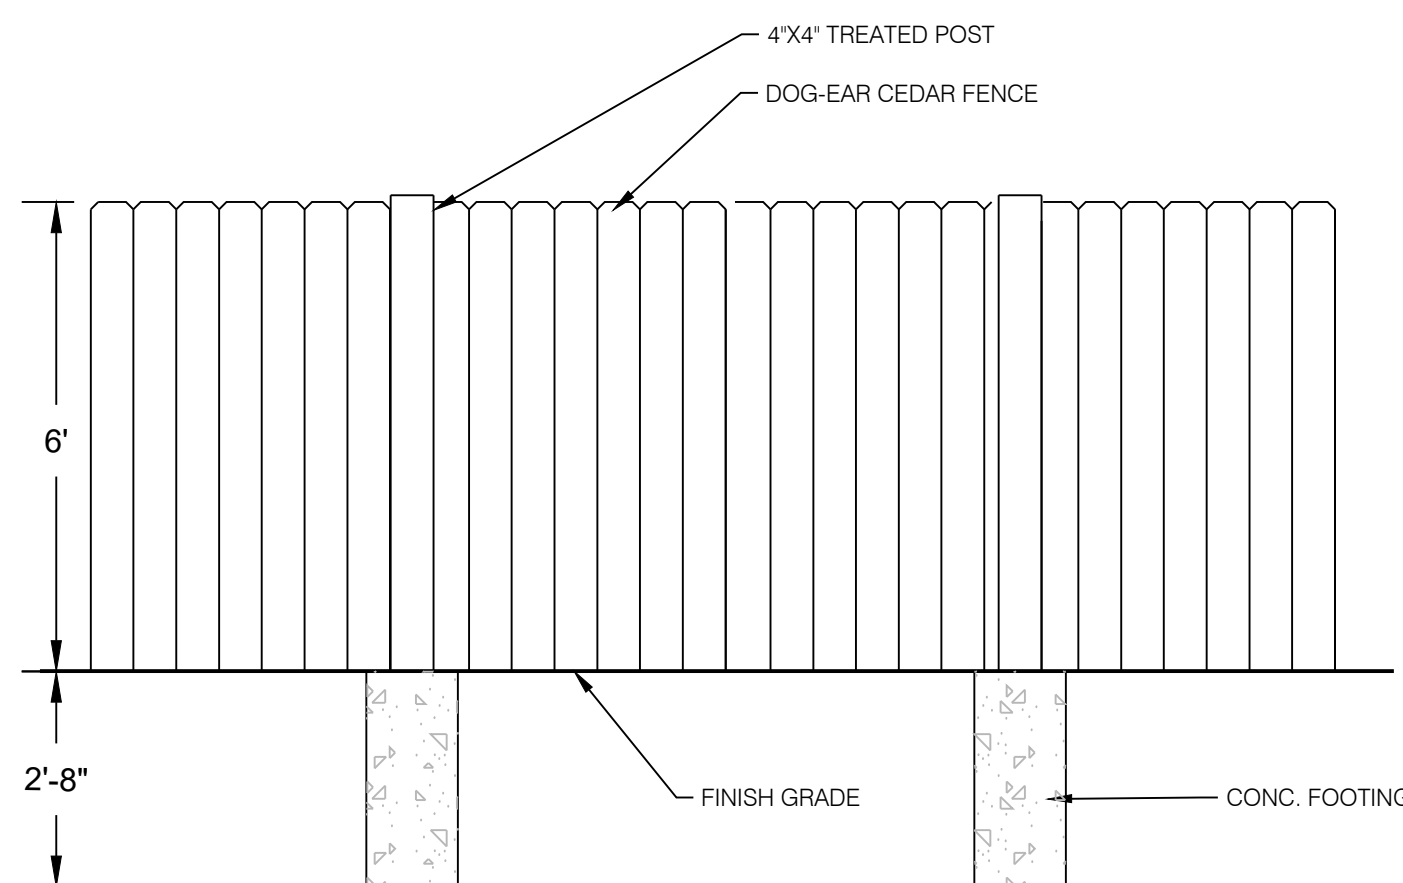 4"X4" TREATED POST
DOG-EAR CEDAR FENCE
6'
2'-8"
FINISH GRADE
CONC. FOOTING